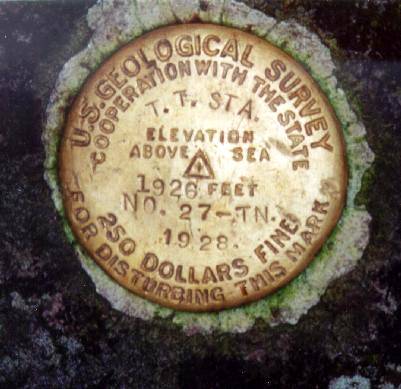 U.S. GEOLOGICAL SURVEY
COOPERATION WITH THE STATE
T.T. STA.
ELEVATION
ABOVE SEA
1926 FEET
NO. 27-TN.
1928.
250 DOLLARS FINE
FOR DISTURBING THIS MARK